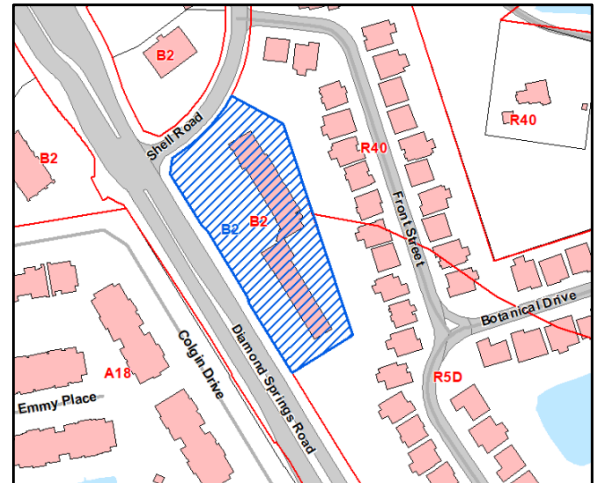 B2
Shell Road
B2
R40
R40
B2
B2
Front Street
Botanical Drive
Diamond Springs Road
Colgin Drive
A18
R5D
Emmy Place